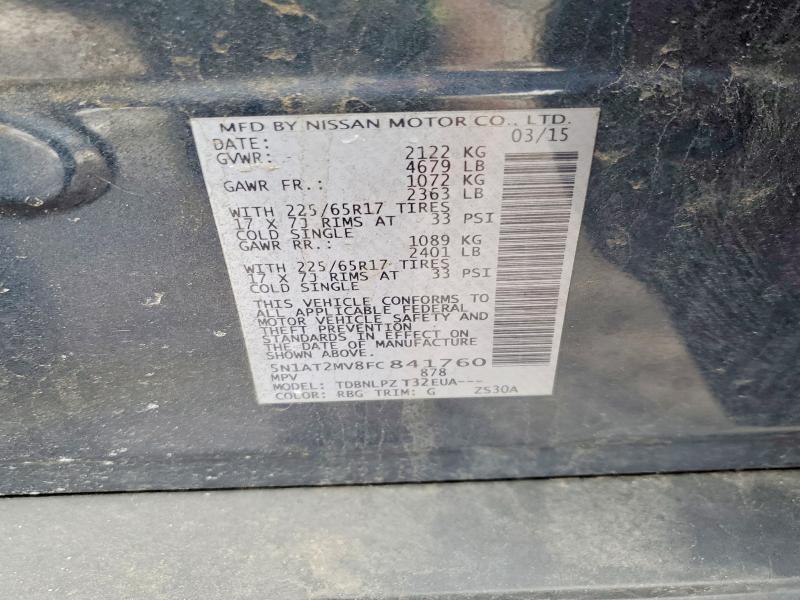 MFD BY NISSAN MOTOR CO., LTD.
DATE: 03/15
GVWR: 2122 KG
4679 LB
GAWR FR.: 1072 KG
2363 LB
WITH 225/65R17 TIRES
17 X 7J RIMS AT 33 PSI
COLD SINGLE
GAWR RR.: 1089 KG
2401 LB
WITH 225/65R17 TIRES
17 X 7J RIMS AT 33 PSI
COLD SINGLE
THIS VEHICLE CONFORMS TO
ALL APPLICABLE FEDERAL
MOTOR VEHICLE SAFETY AND
THEFT PREVENTION
STANDARDS IN EFFECT ON
THE DATE OF MANUFACTURE
SHOWN ABOVE.
5N1AT2MV8FC841760
MPV 878
MODEL: TDBNLPZ T32EUA---
COLOR: RBG TRIM: G ZS30A